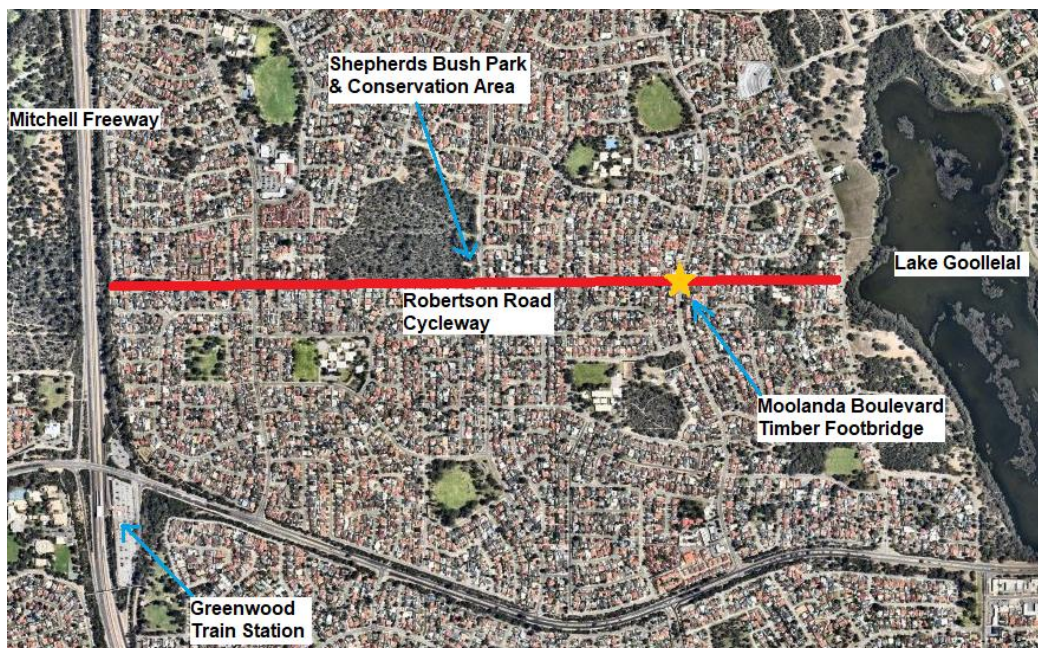 Shepherds Bush Park
& Conservation Area
Mitchell Freeway
Lake Goollelal
Robertson Road
Cycleway
Moolanda Boulevard
Timber Footbridge
Greenwood
Train Station